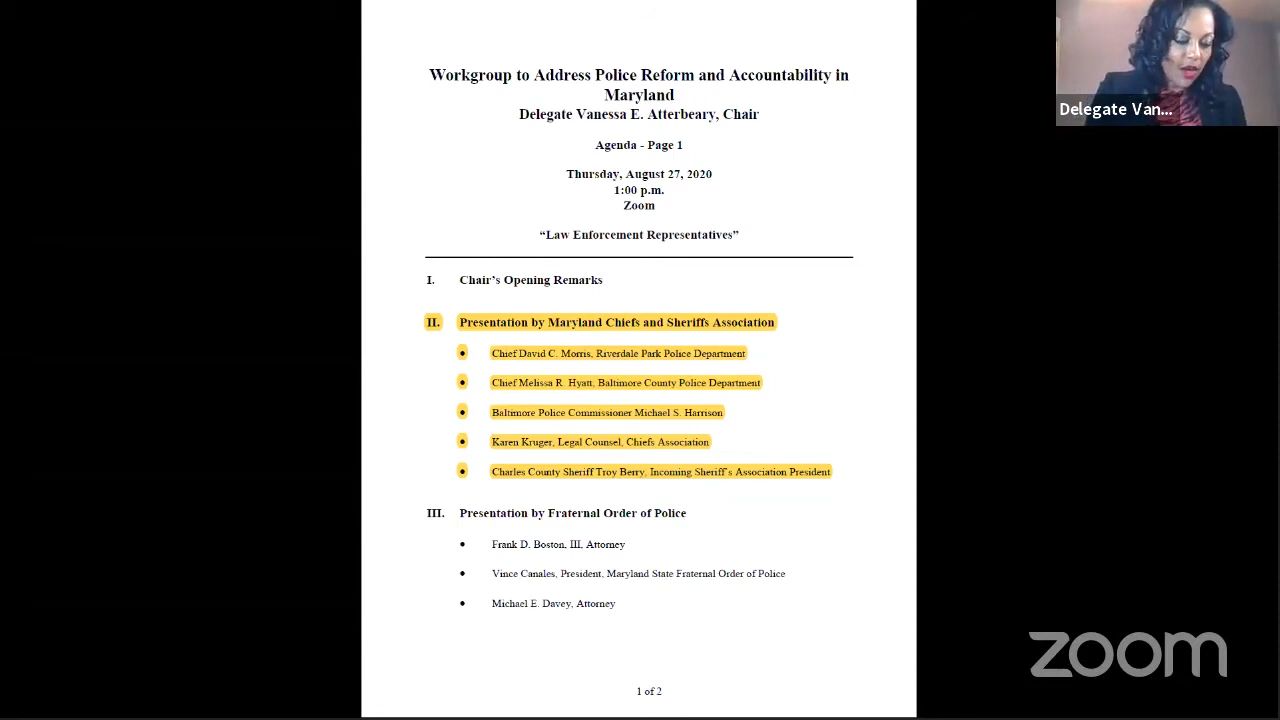 Workgroup to Address Police Reform and Accountability in
Maryland
Delegate Vanessa E. Atterbeary, Chair
Agenda - Page 1
Thursday, August 27, 2020
1:00 p.m.
Zoom
“Law Enforcement Representatives”
I. Chair’s Opening Remarks
II. Presentation by Maryland Chiefs and Sheriffs Association
• Chief David C. Morris, Riverdale Park Police Department
• Chief Melissa R. Hyatt, Baltimore County Police Department
• Baltimore Police Commissioner Michael S. Harrison
• Karen Kruger, Legal Counsel, Chiefs Association
• Charles County Sheriff Troy Berry, Incoming Sheriff’s Association President
III. Presentation by Fraternal Order of Police
• Frank D. Boston, III, Attorney
• Vince Canales, President, Maryland State Fraternal Order of Police
• Michael E. Davey, Attorney
1 of 2
Delegate Van...
zoom